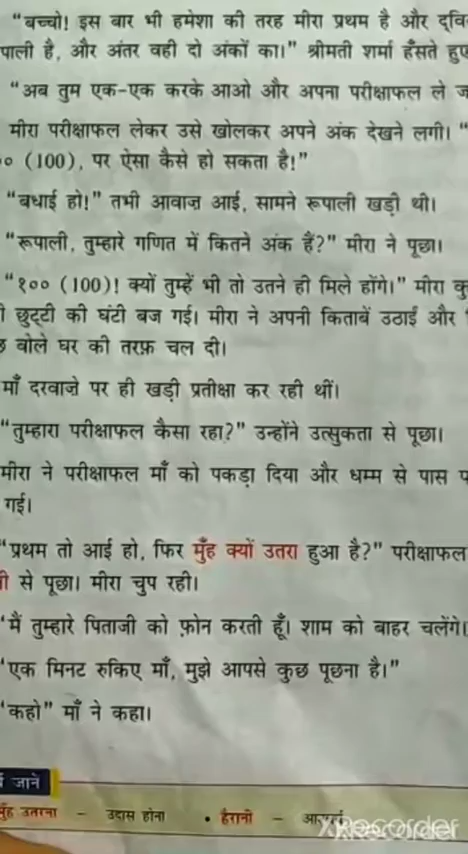 “बच्चो! इस बार भी हमेशा की तरह मीरा प्रथम है और
पाली है, और अंतर वही दो अंकों का।” श्रीमती शर्मा हँसते हुए
“अब तुम एक-एक करके आओ और अपना परीक्षाफल ले
मीरा परीक्षाफल लेकर उसे खोलकर अपने अंक देखने लगी। “
० (100), पर ऐसा कैसे हो सकता है!”
“बधाई हो!” तभी आवाज़ आई, सामने रूपाली खड़ी थी।
“रूपाली, तुम्हारे गणित में कितने अंक हैं?” मीरा ने पूछा।
“१०० (100)! क्यों तुम्हें भी तो उतने ही मिले होंगे।” मीरा
छुट्टी की घंटी बज गई। मीरा ने अपनी किताबें उठाईं और
बोले घर की तरफ़ चल दी।
माँ दरवाज़े पर ही खड़ी प्रतीक्षा कर रही थीं।
“तुम्हारा परीक्षाफल कैसा रहा?” उन्होंने उत्सुकता से पूछा।
मीरा ने परीक्षाफल माँ को पकड़ा दिया और धम्म से पास
गई।
“प्रथम तो आई हो, फिर मुँह क्यों उतरा हुआ है?” परीक्षाफल
से पूछा। मीरा चुप रही।
‘मैं तुम्हारे पिताजी को फ़ोन करती हूँ। शाम को बाहर चलेंगे।
‘एक मिनट रुकिए माँ, मुझे आपसे कुछ पूछना है।”
‘कहो” माँ ने कहा।
जाने
मुँह उतरना – उदास होना • हैरानी –
XRecorder